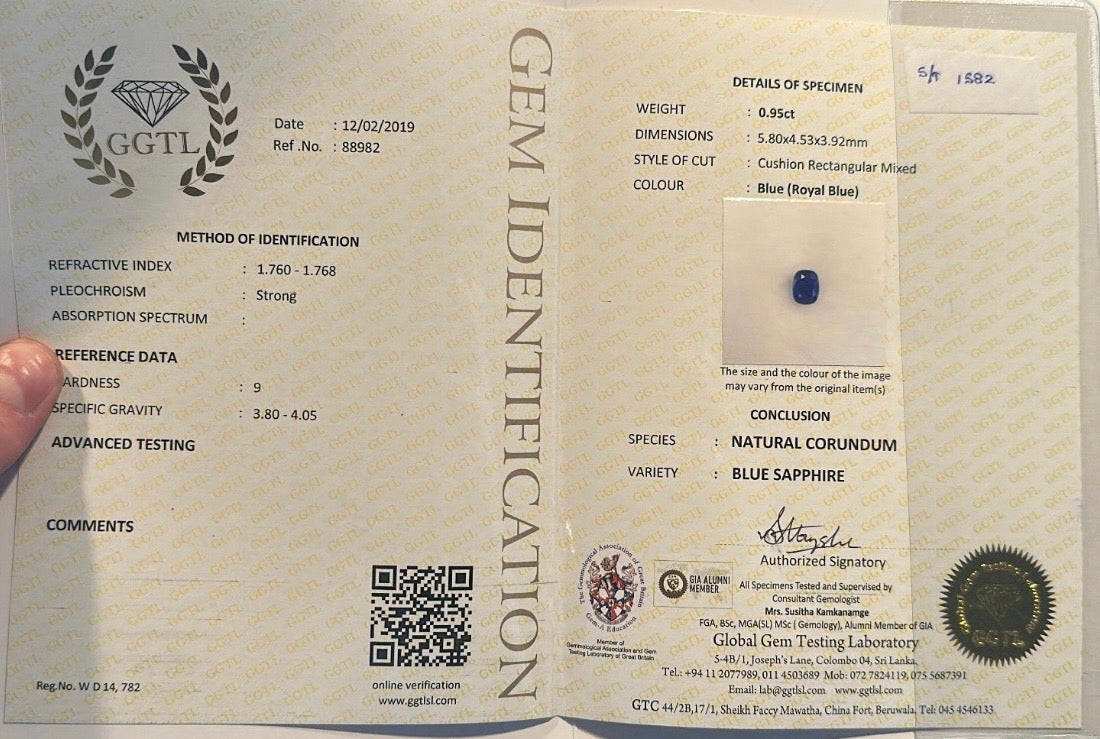 GGTL
Date : 12/02/2019
Ref .No. : 88982
METHOD OF IDENTIFICATION
REFRACTIVE INDEX : 1.760 - 1.768
PLEOCHROISM : Strong
ABSORPTION SPECTRUM :
REFERENCE DATA
ARDNESS : 9
SPECIFIC GRAVITY : 3.80 - 4.05
ADVANCED TESTING
COMMENTS
Reg.No. W D 14, 782
online verification
www.ggtlsl.com
GEM IDENTIFICATION
S/r 1582
DETAILS OF SPECIMEN
WEIGHT : 0.95ct
DIMENSIONS : 5.80x4.53x3.92mm
STYLE OF CUT : Cushion Rectangular Mixed
COLOUR : Blue (Royal Blue)
The size and the colour of the image
may vary from the original item(s)
CONCLUSION
SPECIES : NATURAL CORUNDUM
VARIETY : BLUE SAPPHIRE
Authorized Signatory
The Gemmological Association of Great Britain
Gem-A Education
Member of
Gemmological Association and Gem
Testing Laboratory of Great Britain
GIA ALUMNI
MEMBER
All Specimens Tested and Supervised by
Consultant Gemologist
Mrs. Susitha Kamkanamge
FGA, BSc, MGA(SL) MSc ( Gemology), Alumni Member of GIA
Global Gem Testing Laboratory
5-4B/1, Joseph's Lane, Colombo 04, Sri Lanka.
Tel.: +94 11 2077989, 011 4503689 Mob: 072 7824119, 075 5687391
Email: lab@ggtlsl.com www.ggtlsl.com
GTC 44/2B,17/1, Sheikh Faccy Mawatha, China Fort, Beruwala. Tel: 045 4546133
GGTL